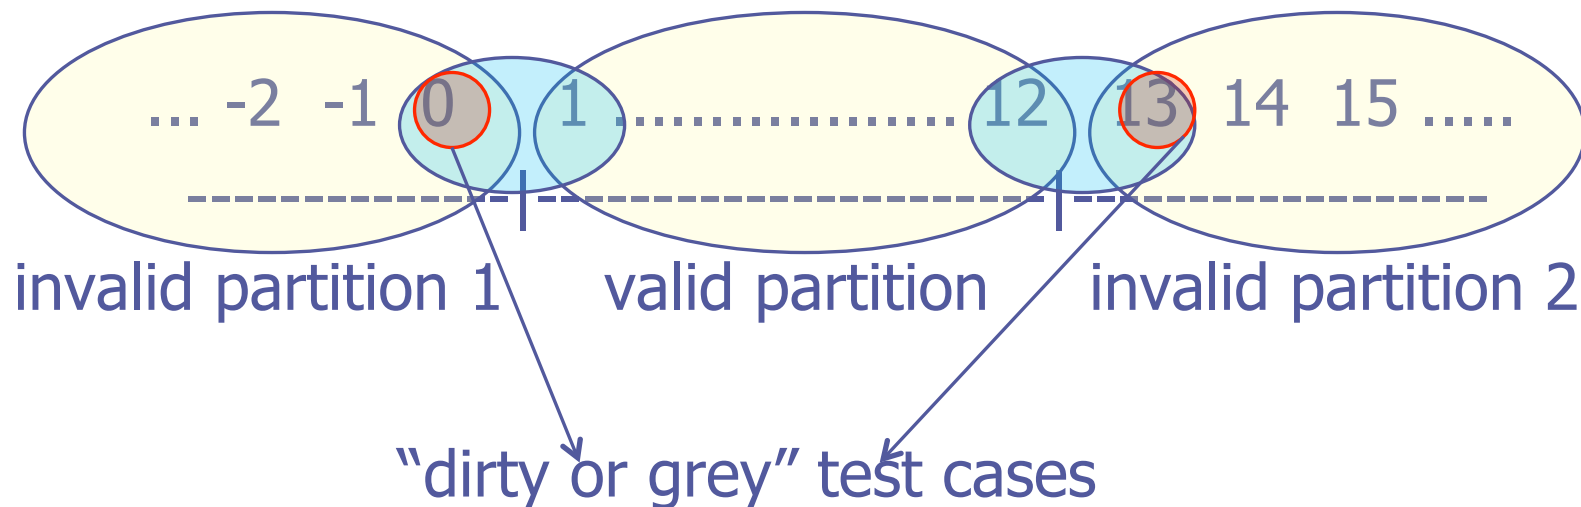 ... -2 -1 0 1 .................. 12 13 14 15 .....
invalid partition 1 valid partition invalid partition 2
“dirty or grey” test cases